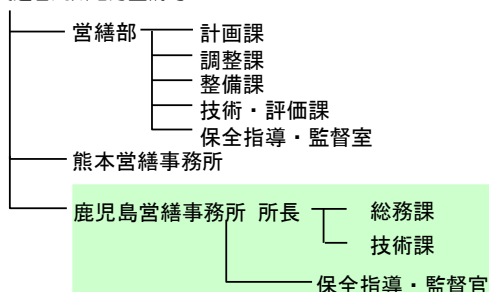 営繕部 計画課
調整課
整備課
技術・評価課
保全指導・監督室
熊本営繕事務所
鹿児島営繕事務所 所長 総務課
技術課
保全指導・監督官